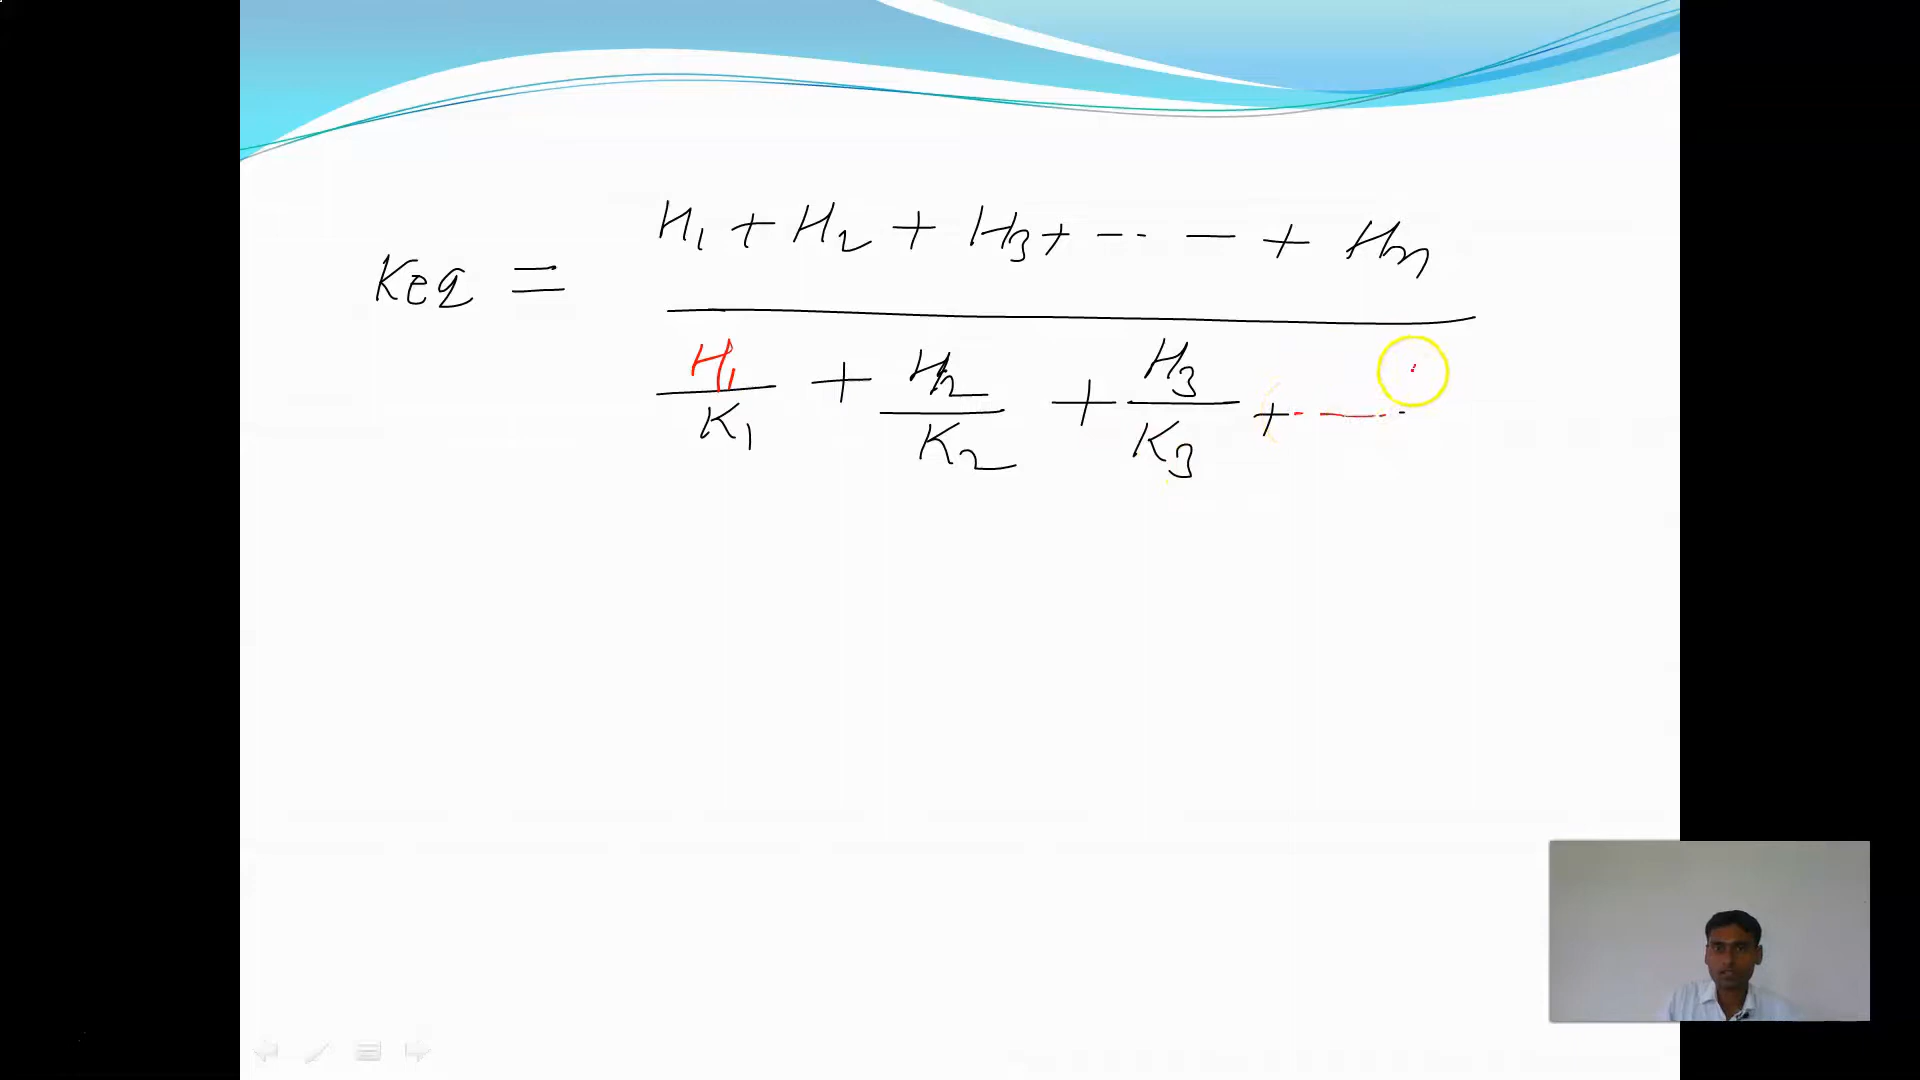 Keq = H1 + H2 + H3 + -- - + Hn
H1/K1 + H2/K2 + H3/K3 + - — - -